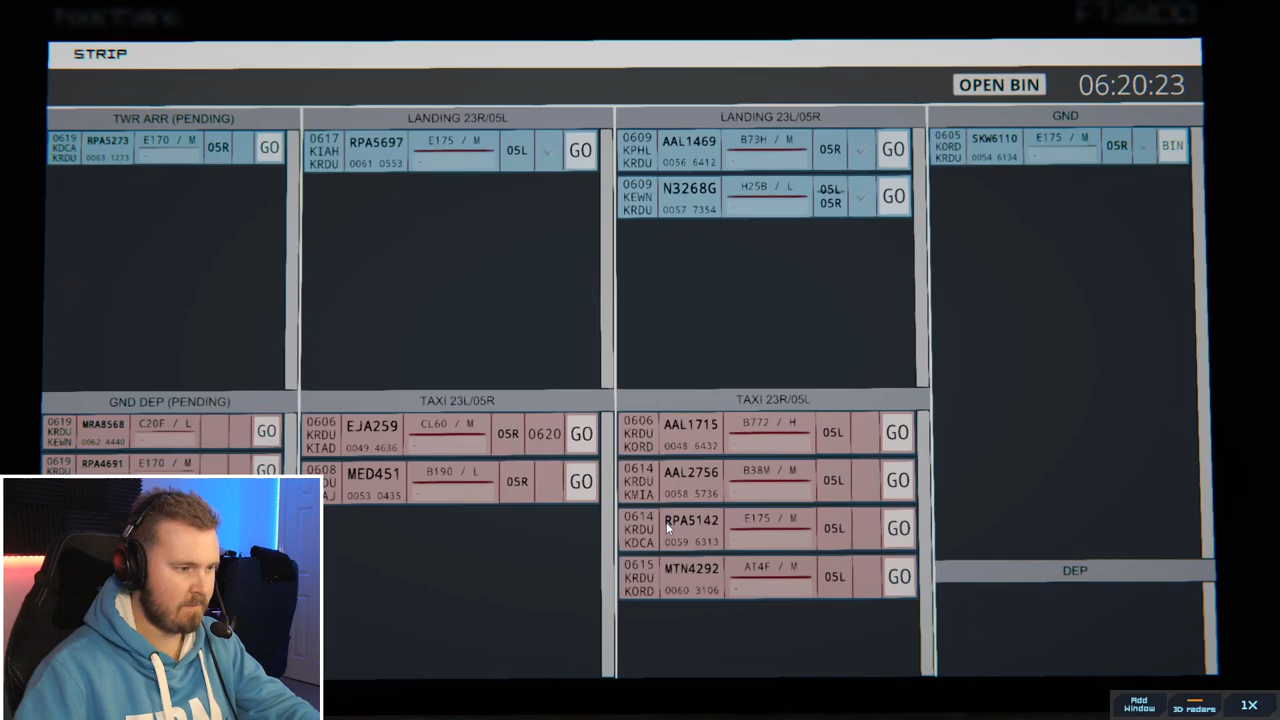 STRIP
OPEN BIN 06:20:23
TWR ARR (PENDING)
0619 RPA5273 E170 / M 05R GO
KDCA
KRDU 0063 1273
LANDING 23R/05L
0617 RPA5697 E175 / M 05L GO
KIAH
KRDU 0061 0553
LANDING 23L/05R
0609 AAL1469 B73H / M 05R GO
KPHL
KRDU 0056 6412
0609 N3268G H25B / L 05L GO
KEWN 05R
KRDU 0057 7354
GND
0605 SKW6110 E175 / M 05R BIN
KORD
KRDU 0054 6134
GND DEP (PENDING)
0619 MRA8568 C20F / L GO
KRDU
KEWN 0062 4440
0619 RPA4691 E170 / M GO
KRDU
TAXI 23L/05R
0606 EJA259 CL60 / M 05R 0620 GO
KRDU
KIAD 0049 4636
0608 MED451 B190 / L 05R GO
0053 0435
TAXI 23R/05L
0606 AAL1715 B772 / H 05L GO
KRDU
KORD 0048 6432
0614 AAL2756 B38M / M 05L GO
KRDU
KMIA 0058 5736
0614 RPA5142 E175 / M 05L GO
KRDU
KDCA 0059 6313
0615 MTN4292 AT4F / M 05L GO
KRDU
KORD 0060 3106
DEP
Add
Window
3D radars
1X